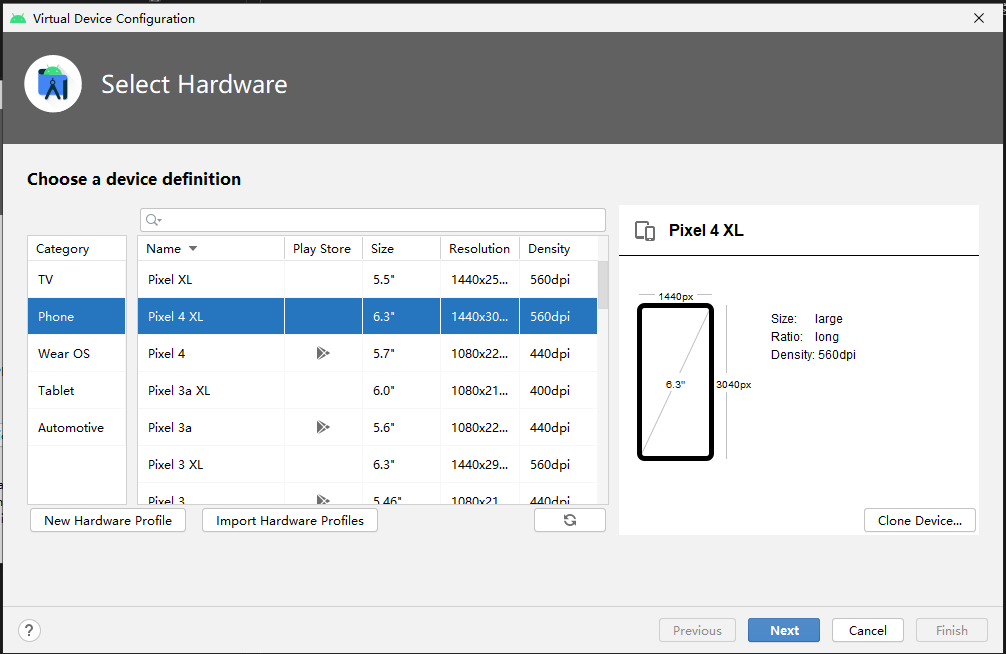 Virtual Device Configuration
Select Hardware
Choose a device definition
Category
TV
Phone
Wear OS
Tablet
Automotive
Name Play Store Size Resolution Density
Pixel XL 5.5" 1440x25... 560dpi
Pixel 4 XL 6.3" 1440x30... 560dpi
Pixel 4 5.7" 1080x22... 440dpi
Pixel 3a XL 6.0" 1080x21... 400dpi
Pixel 3a 5.6" 1080x22... 440dpi
Pixel 3 XL 6.3" 1440x29... 560dpi
Pixel 3 5.46" 1080x21... 440dpi
New Hardware Profile Import Hardware Profiles
Pixel 4 XL
1440px
6.3"
3040px
Size: large
Ratio: long
Density: 560dpi
Clone Device...
? Previous Next Cancel Finish